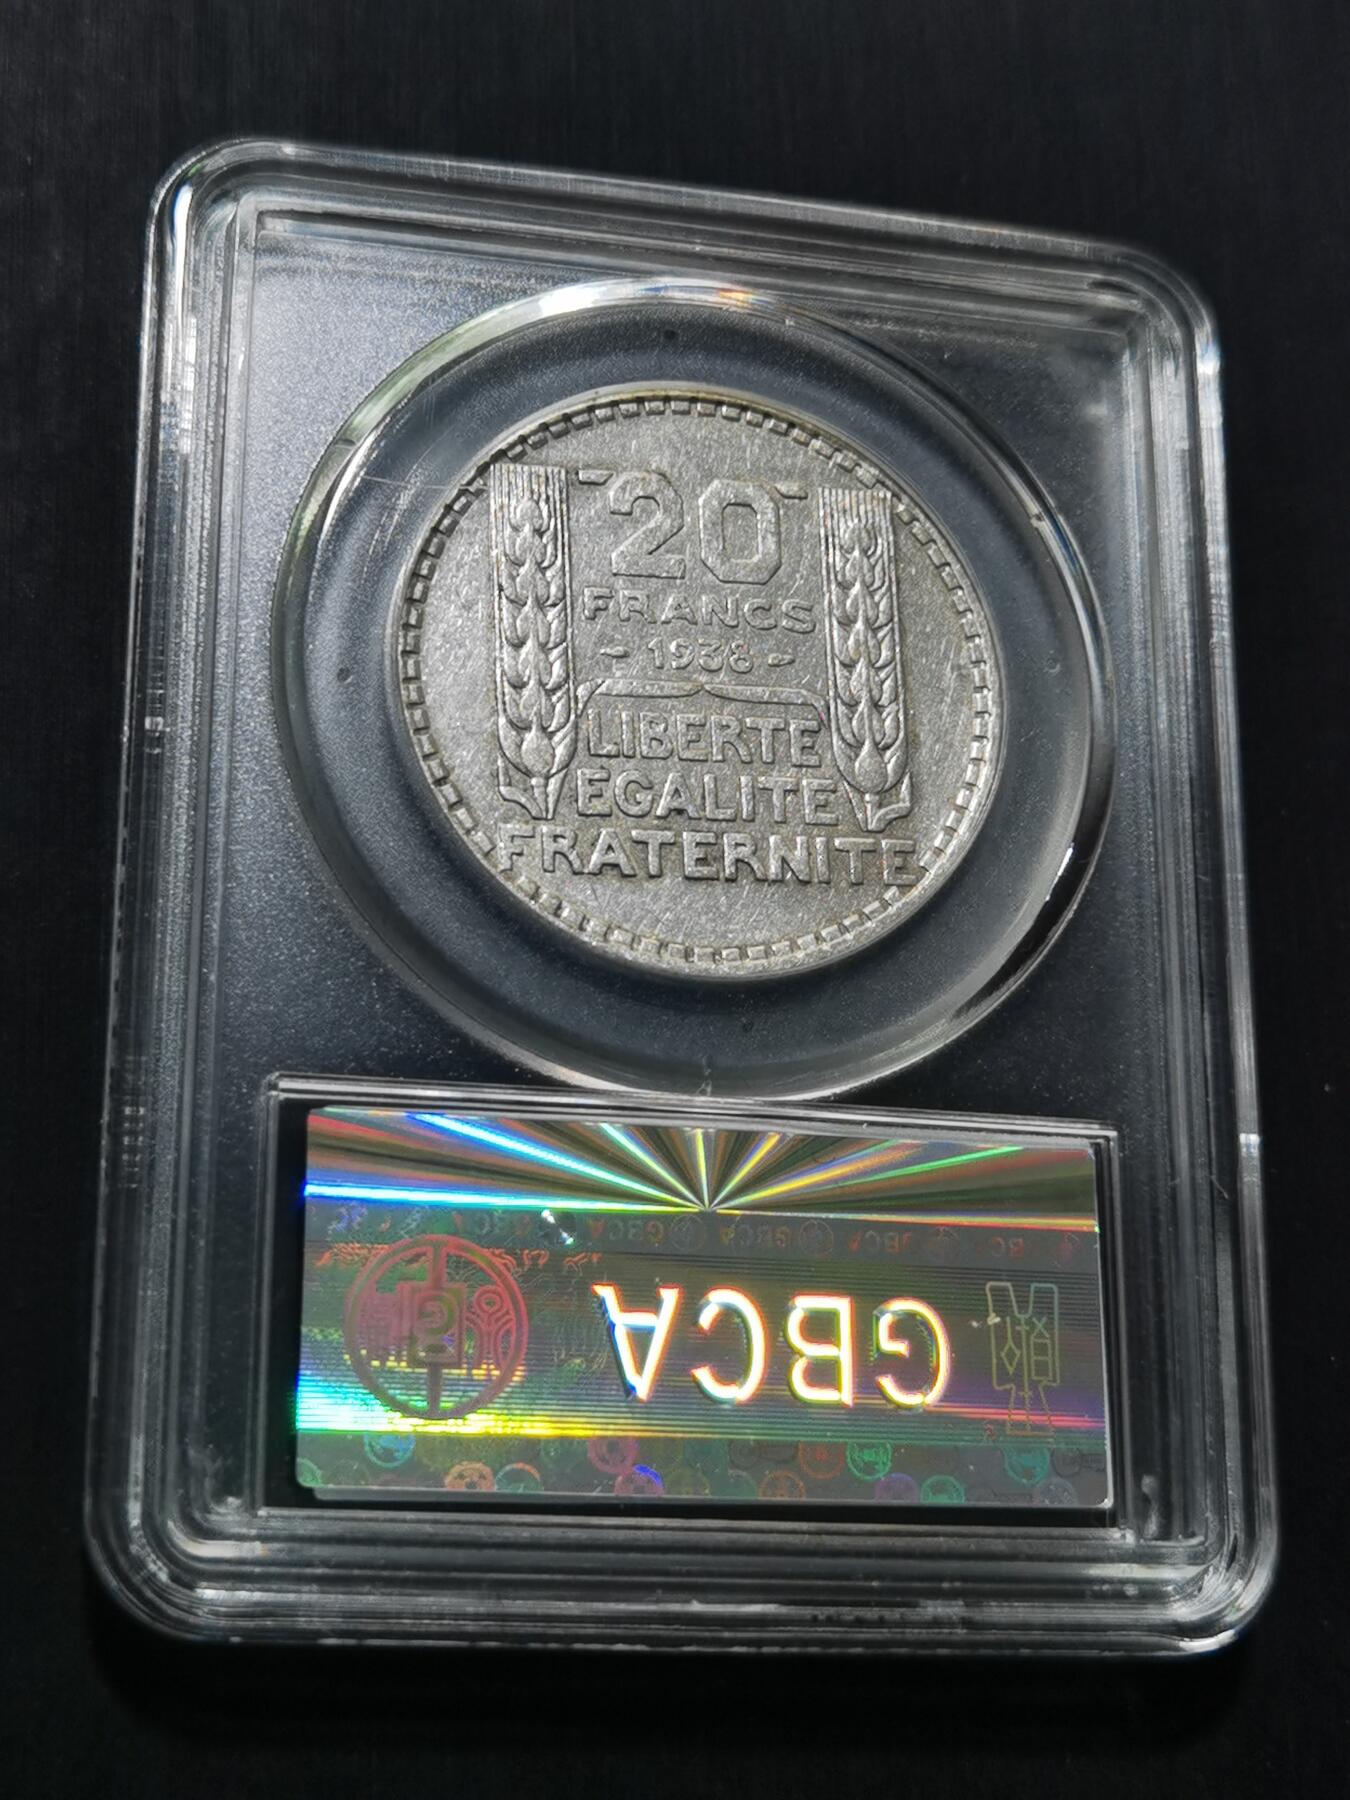 20
FRANCS
- 1938 -
LIBERTE
EGALITE
FRATERNITE
GBCA